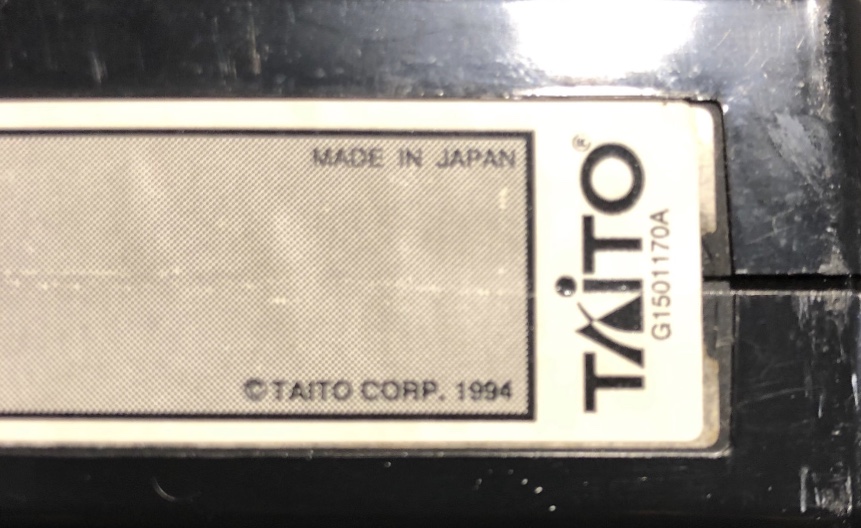 MADE IN JAPAN
© TAITO CORP. 1994
TAITO®
G1501170A